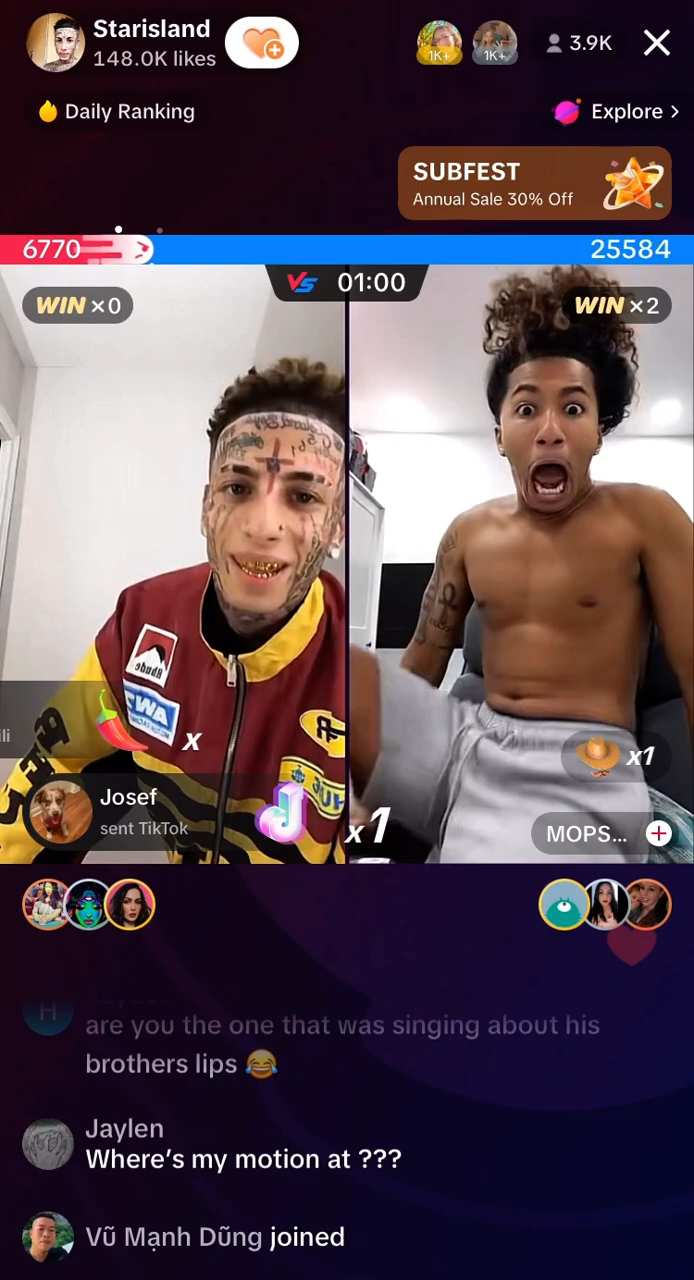 Starisland
148.0K likes
1K+
1K+
3.9K
Daily Ranking
Explore >
SUBFEST
Annual Sale 30% Off
6770
25584
VS 01:00
WIN ×0
WIN ×2
x
x1
Josef
sent TikTok
x1
MOPS...
H
are you the one that was singing about his
brothers lips 😂
Jaylen
Where's my motion at ???
Vũ Mạnh Dũng joined